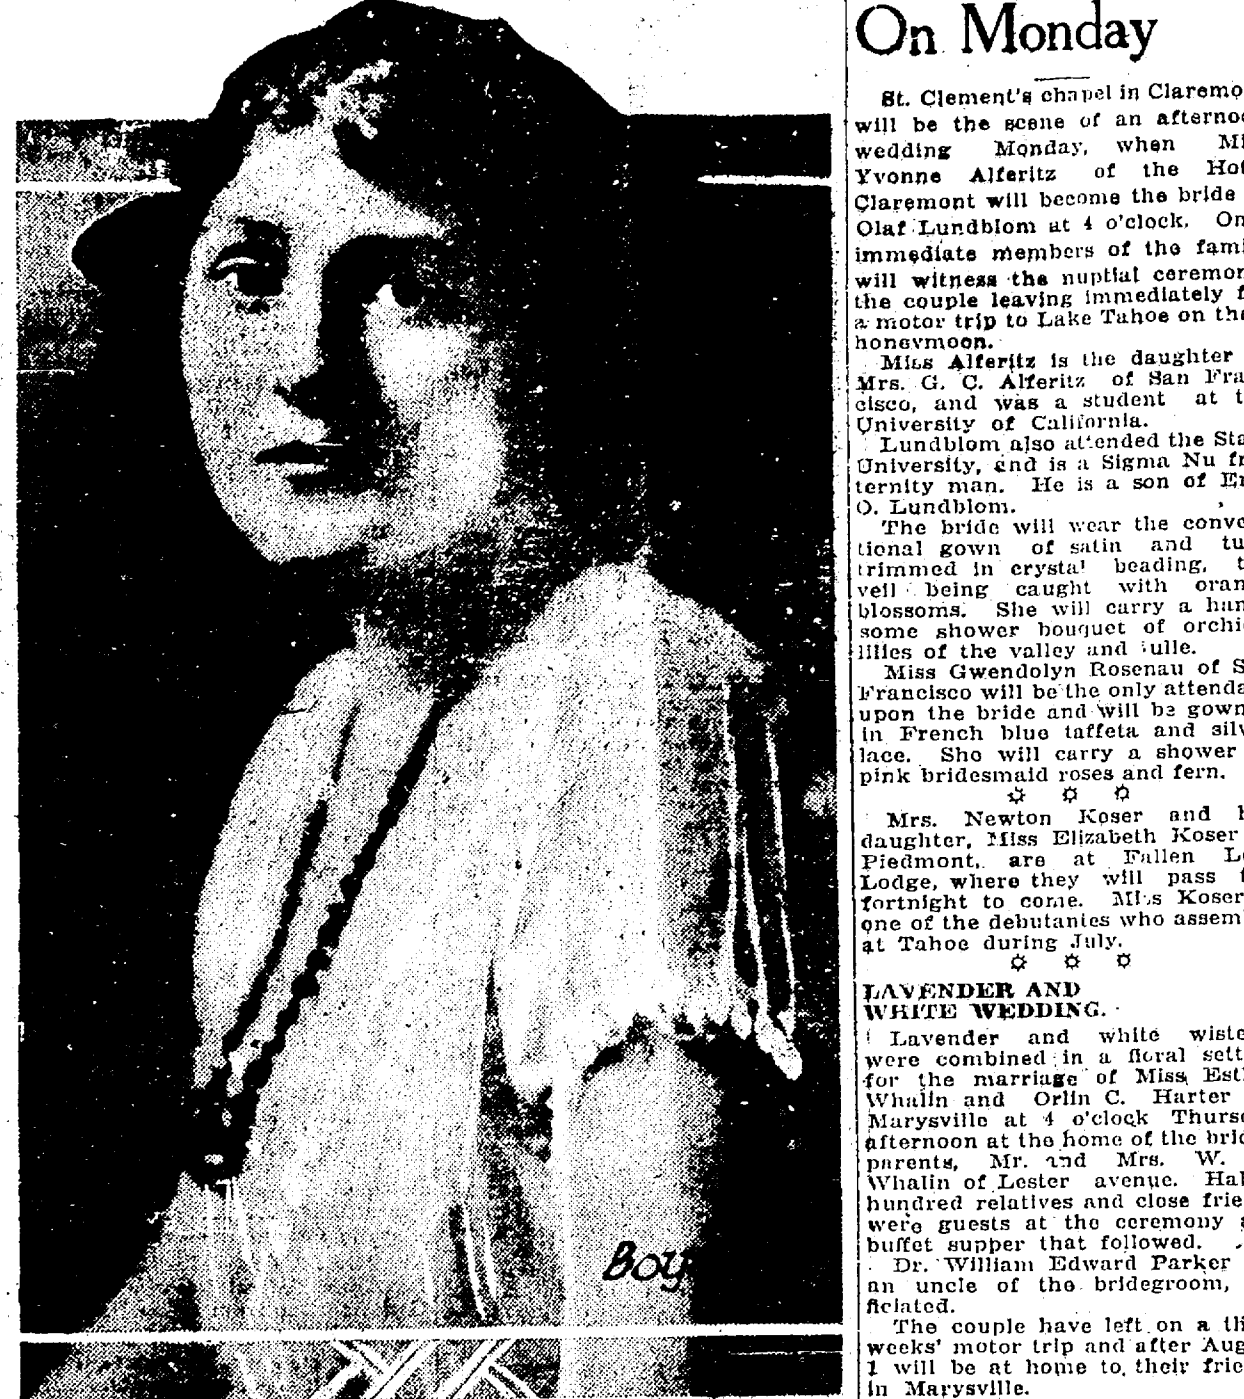 On Monday
St. Clement's chapel in Claremo
will be the scene of an afternoo
wedding Monday, when Mi
Yvonne Alferitz of the Hot
Claremont will become the bride
Olaf Lundblom at 4 o'clock. On
immediate members of the fami
will witness the nuptial ceremon
the couple leaving immediately f
a motor trip to Lake Tahoe on the
honeymoon.
Miss Alferitz is the daughter
Mrs. G. C. Alferitz of San Fra
cisco, and was a student at t
University of California.
Lundblom also attended the Sta
University, and is a Sigma Nu fr
ternity man. He is a son of Er
O. Lundblom.
The bride will wear the conve
tional gown of satin and tu
trimmed in crystal beading, t
veil being caught with oran
blossoms. She will carry a han
some shower bouquet of orchi
lilies of the valley and tulle.
Miss Gwendolyn Rosenau of S
Francisco will be the only attenda
upon the bride and will be gown
in French blue taffeta and silv
lace. She will carry a shower
pink bridesmaid roses and fern.
Mrs. Newton Koser and h
daughter, Miss Elizabeth Koser
Piedmont, are at Fallen L
Lodge, where they will pass f
fortnight to come. Miss Koser
one of the debutantes who assem
at Tahoe during July.
LAVENDER AND
WHITE WEDDING.
Lavender and white wiste
were combined in a floral sett
for the marriage of Miss Est
Whalin and Orlin C. Harter
Marysville at 4 o'clock Thurs
afternoon at the home of the brid
parents, Mr. and Mrs. W.
Whalin of Lester avenue. Hal
hundred relatives and close frie
were guests at the ceremony a
buffet supper that followed.
Dr. William Edward Parker
an uncle of the bridegroom,
ficiated.
The couple have left on a th
weeks' motor trip and after Aug
1 will be at home to their frie
in Marysville.
Boy